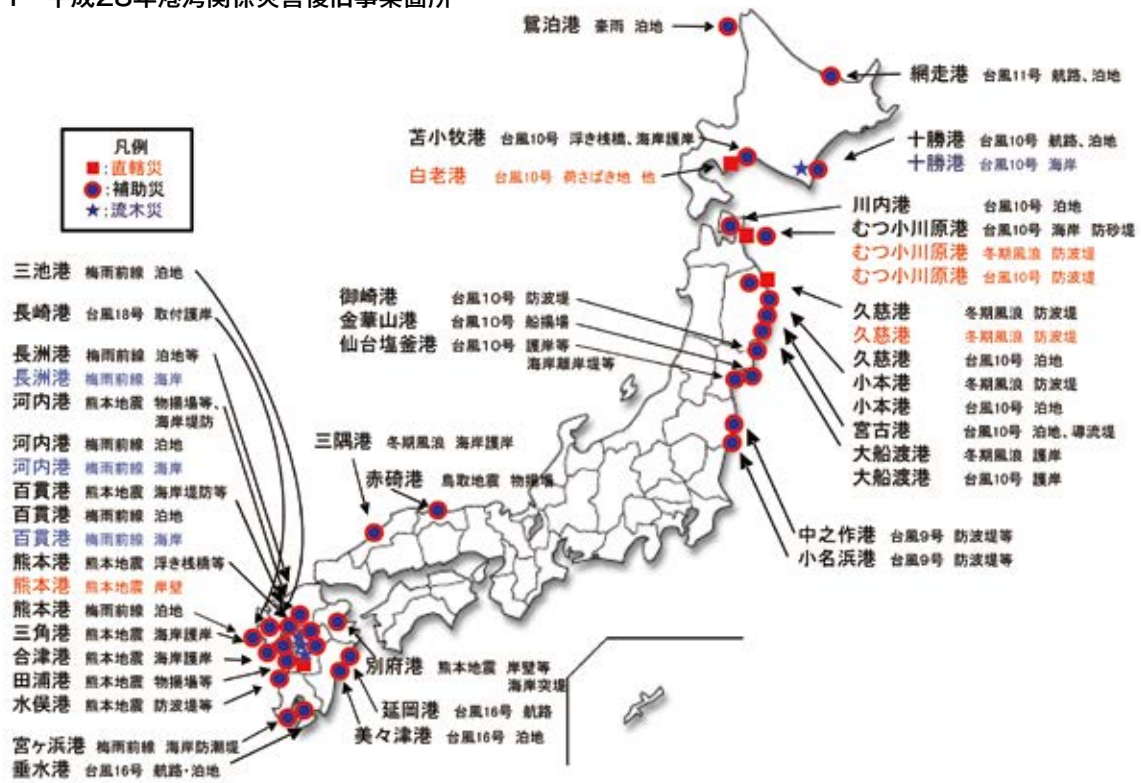 平成28年港湾関係災害復旧事業箇所
凡例
■:直轄災
●:補助災
★:流木災
鴛泊港 豪雨 泊地
網走港 台風11号 航路、泊地
苫小牧港 台風10号 浮き桟橋、海岸護岸
白老港 台風10号 荷さばき地 他
十勝港 台風10号 航路、泊地
十勝港 台風10号 海岸
川内港 台風10号 泊地
むつ小川原港 台風10号 海岸 防砂堤
むつ小川原港 冬期風浪 防波堤
むつ小川原港 台風10号 防波堤
久慈港 冬期風浪 防波堤
久慈港 冬期風浪 防波堤
久慈港 台風10号 泊地
小本港 冬期風浪 防波堤
小本港 台風10号 泊地
宮古港 台風10号 泊地、導流堤
大船渡港 冬期風浪 護岸
大船渡港 台風10号 護岸
御崎港 台風10号 防波堤
金華山港 台風10号 船揚場
仙台塩釜港 台風10号 護岸等
海岸離岸堤等
中之作港 台風9号 防波堤等
小名浜港 台風9号 防波堤等
三隅港 冬期風浪 海岸護岸
赤碕港 鳥取地震 物揚場
三池港 梅雨前線 泊地
長崎港 台風18号 取付護岸
長洲港 梅雨前線 泊地等
長洲港 梅雨前線 海岸
河内港 熊本地震 物揚場等、
海岸堤防
河内港 梅雨前線 泊地
河内港 梅雨前線 海岸
百貫港 熊本地震 海岸堤防等
百貫港 梅雨前線 泊地
百貫港 梅雨前線 海岸
熊本港 熊本地震 浮き桟橋等
熊本港 熊本地震 岸壁
熊本港 梅雨前線 泊地
三角港 熊本地震 海岸護岸
合津港 熊本地震 海岸護岸
田浦港 熊本地震 物揚場等
水俣港 熊本地震 防波堤等
宮ヶ浜港 梅雨前線 海岸防潮堤
垂水港 台風16号 航路・泊地
別府港 熊本地震 岸壁等
海岸突堤
延岡港 台風16号 航路
美々津港 台風16号 泊地